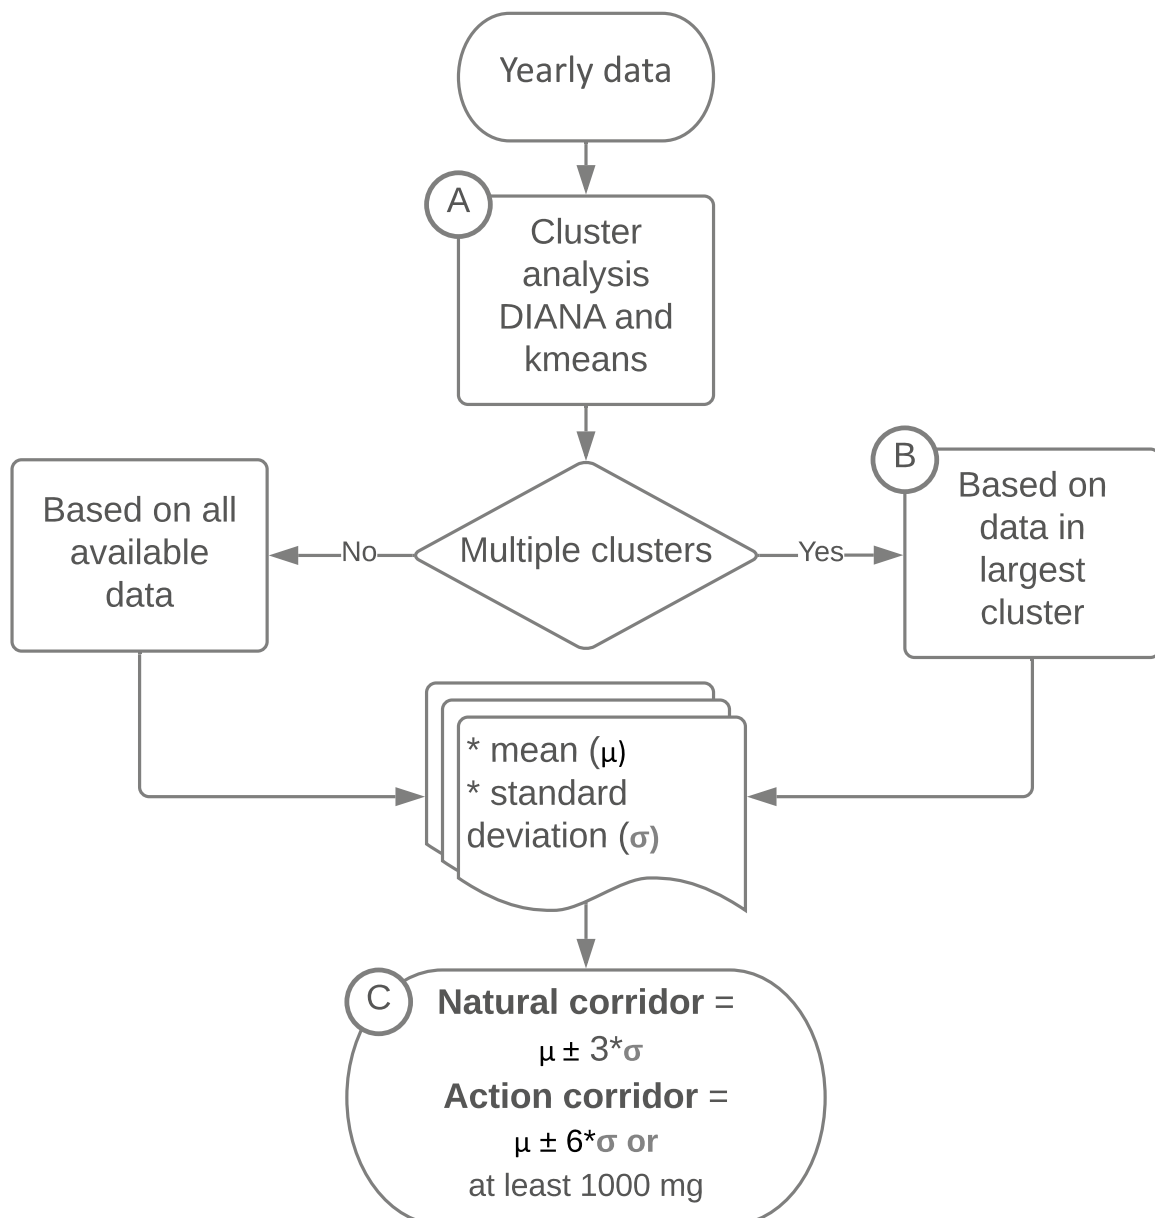 Yearly data
A
Cluster
analysis
DIANA and
kmeans
B
Based on all
available
data
No
Multiple clusters
Yes
Based on
data in
largest
cluster
* mean (μ)
* standard
deviation (σ)
C
Natural corridor =
μ ± 3*σ
Action corridor =
μ ± 6*σ or
at least 1000 mg